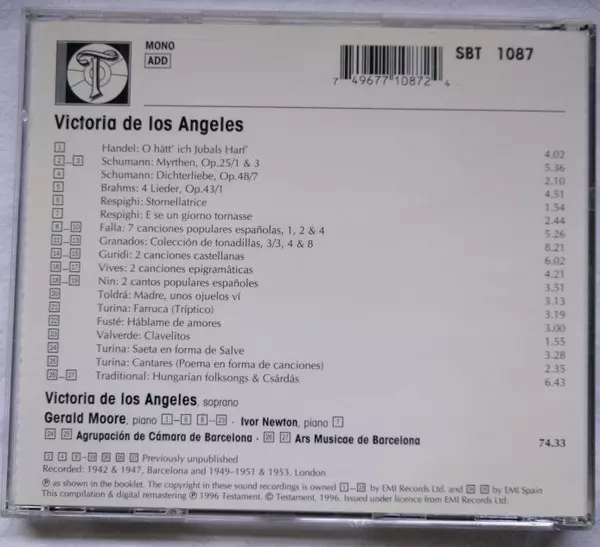 MONO
ADD
T
SBT 1087
7 49677 10872 4
Victoria de los Angeles
1 Handel: O hätt' ich Jubals Harf' 4.02
2–3 Schumann: Myrthen, Op.25/1 & 3 5.36
4 Schumann: Dichterliebe, Op.48/7 2.10
5 Brahms: 4 Lieder, Op.43/1 4.51
6 Respighi: Stornellatrice 1.54
7 Respighi: E se un giorno tornasse 2.44
8–10 Falla: 7 canciones populares españolas, 1, 2 & 4 5.26
11–13 Granados: Colección de tonadillas, 3/3, 4 & 8 8.21
14–15 Guridi: 2 canciones castellanas 6.02
16–17 Vives: 2 canciones epigramáticas 4.21
18–19 Nin: 2 cantos populares españoles 3.51
20 Toldrá: Madre, unos ojuelos ví 3.13
21 Turina: Farruca (Tríptico) 3.19
22 Fusté: Háblame de amores 3.00
23 Valverde: Clavelitos 1.55
24 Turina: Saeta en forma de Salve 3.28
25 Turina: Cantares (Poema en forma de canciones) 2.35
26–27 Traditional: Hungarian folksongs & Csárdás 6.43
Victoria de los Angeles, soprano
Gerald Moore, piano 1–6 8–23 · Ivor Newton, piano 7
24 25 Agrupación de Cámara de Barcelona · 26 27 Ars Musicae de Barcelona 74.33
Previously unpublished
Recorded: 1942 & 1947, Barcelona and 1949–1951 & 1953, London
℗ as shown in the booklet. The copyright in these sound recordings is owned 1–23 by EMI Records Ltd. and 24–27 by EMI Spain
This compilation & digital remastering ℗ 1996 Testament. © Testament, 1996. Issued under licence from EMI Records Ltd.